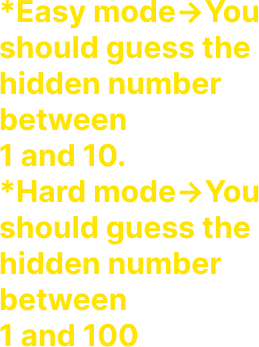 *Easy mode→You
should guess the
hidden number
between
1 and 10.
*Hard mode→You
should guess the
hidden number
between
1 and 100